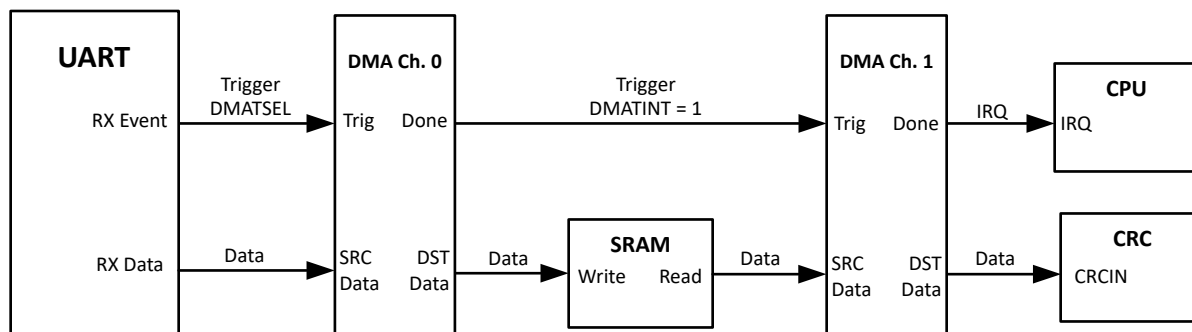 UART
DMA Ch. 0
DMA Ch. 1
CPU
Trigger
DMATSEL
Trigger
DMATINT = 1
IRQ
RX Event
Trig Done
Trig Done
IRQ
SRAM
CRC
RX Data
Data
SRC
Data
DST
Data
Data
Write Read
Data
SRC
Data
DST
Data
Data
CRCIN